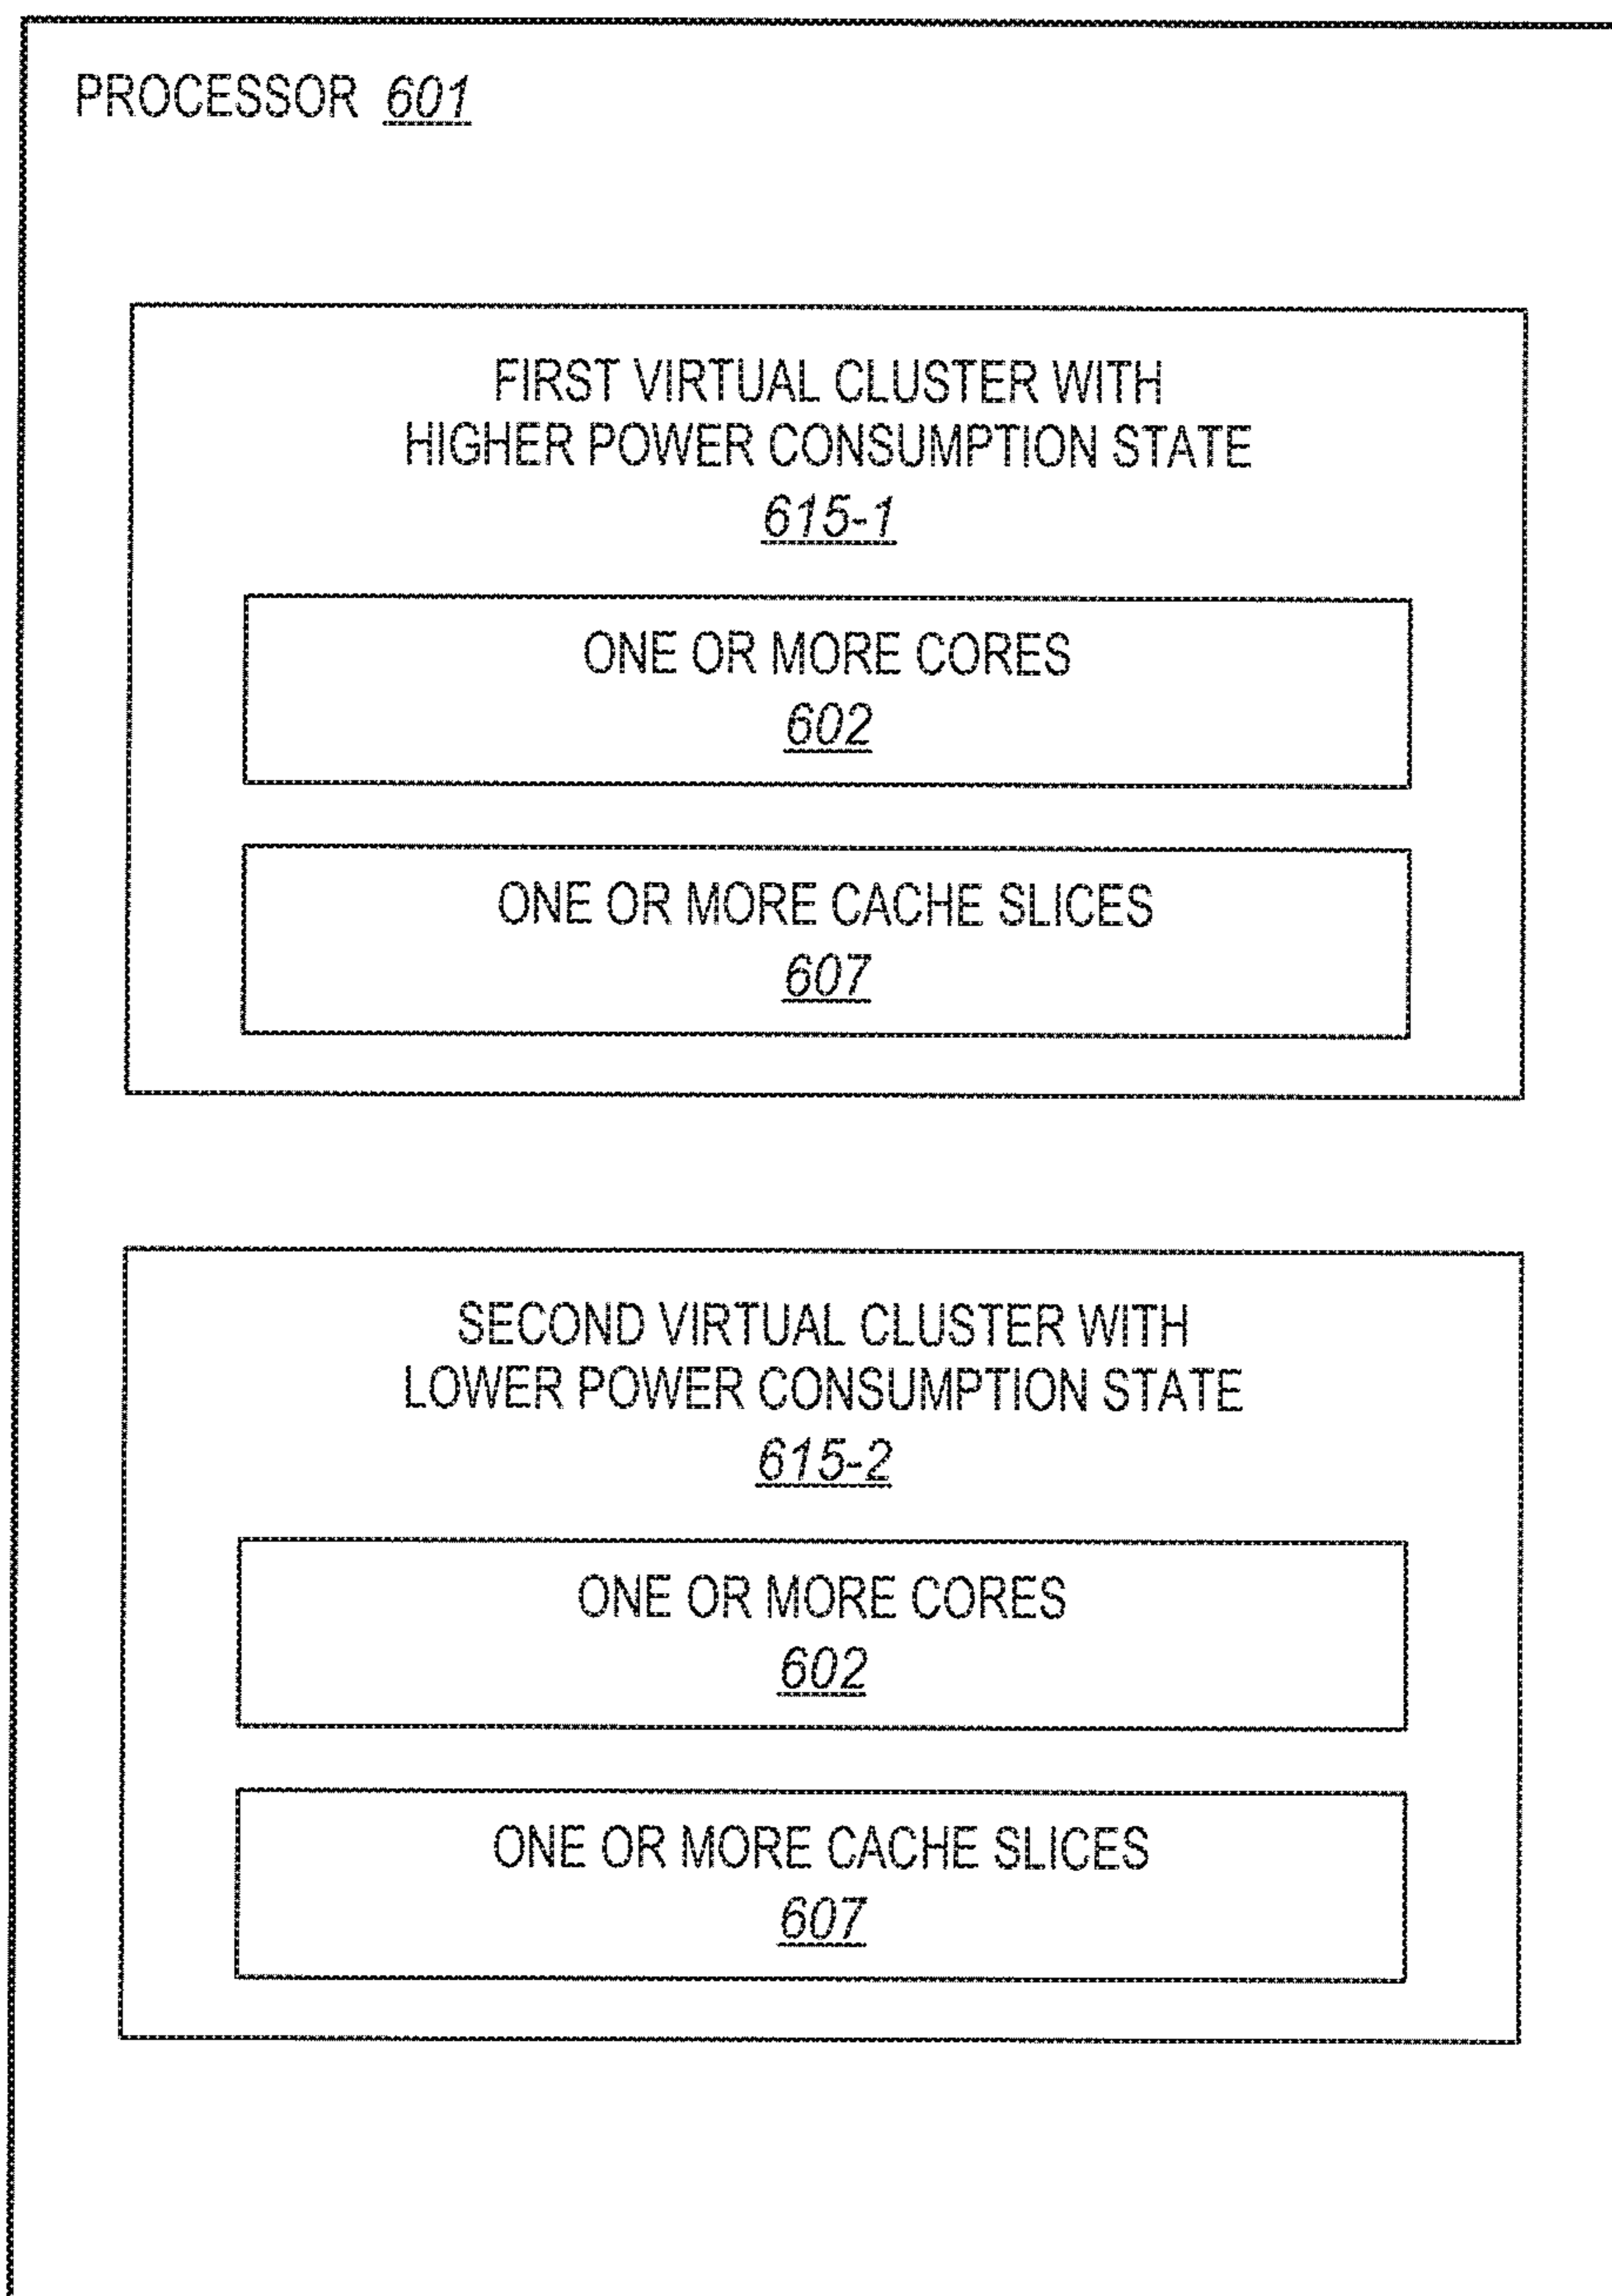 PROCESSOR 601
FIRST VIRTUAL CLUSTER WITH
HIGHER POWER CONSUMPTION STATE
615-1
ONE OR MORE CORES
602
ONE OR MORE CACHE SLICES
607
SECOND VIRTUAL CLUSTER WITH
LOWER POWER CONSUMPTION STATE
615-2
ONE OR MORE CORES
602
ONE OR MORE CACHE SLICES
607